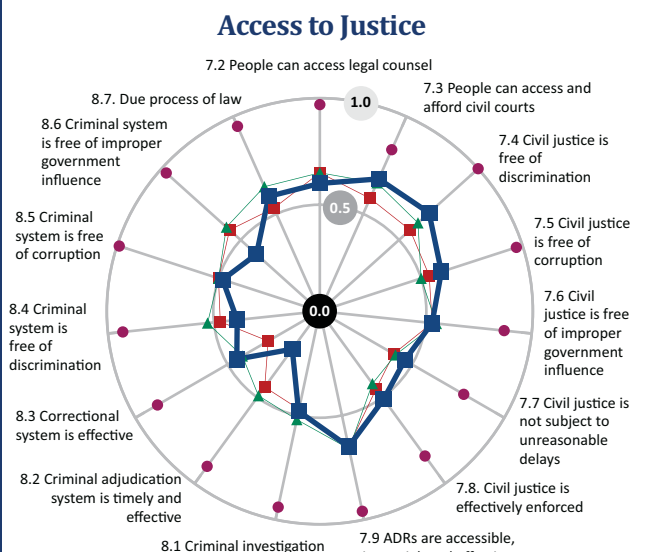 Access to Justice
7.2 People can access legal counsel
1.0
7.3 People can access and
afford civil courts
7.4 Civil justice is
free of
discrimination
7.5 Civil justice
is free of
corruption
7.6 Civil
justice is free
of improper
government
influence
7.7 Civil justice is
not subject to
unreasonable
delays
7.8. Civil justice is
effectively enforced
7.9 ADRs are accessible,
8.1 Criminal investigation
8.2 Criminal adjudication
system is timely and
effective
8.3 Correctional
system is effective
8.4 Criminal
system is
free of
discrimination
8.5 Criminal
system is free
of corruption
8.6 Criminal system
is free of improper
government
influence
8.7. Due process of law
0.5
0.0